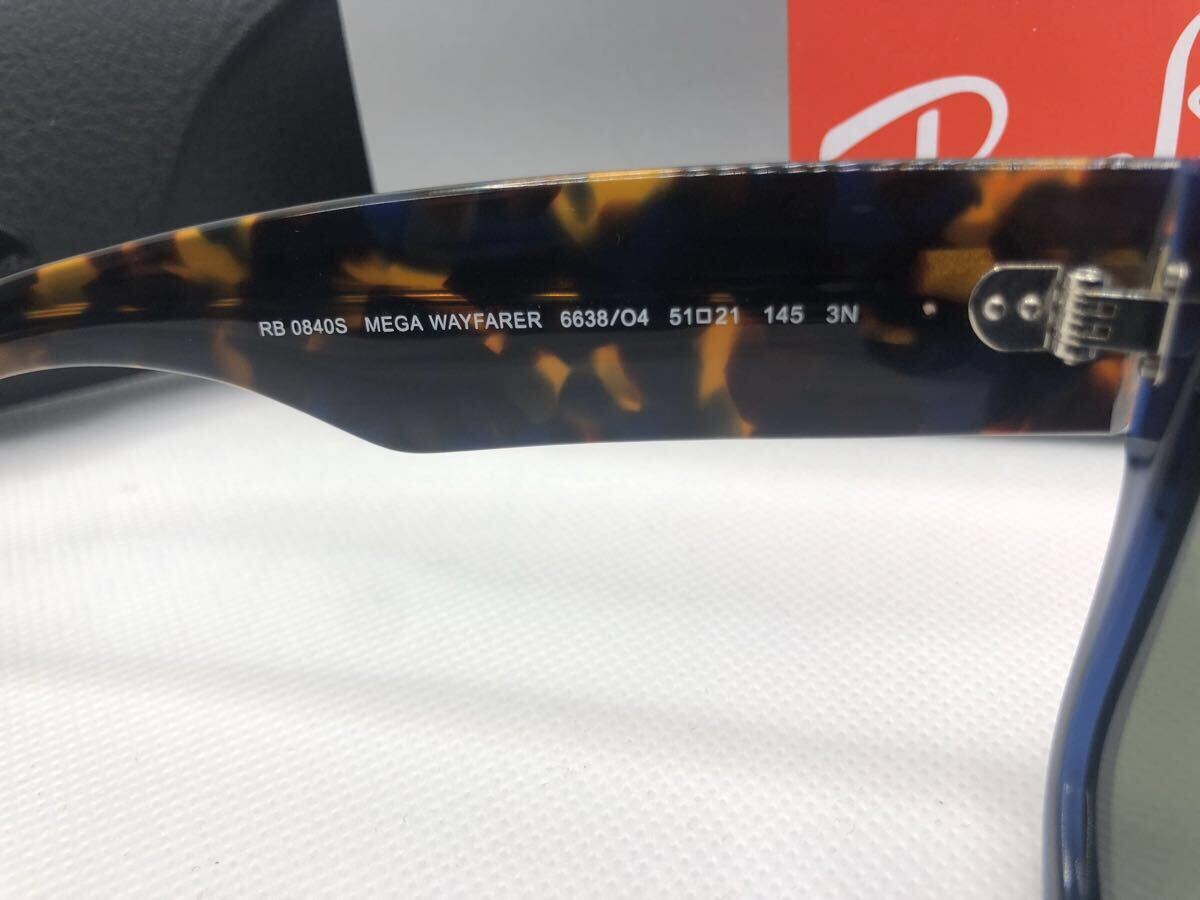 RB 0840S MEGA WAYFARER 6638/O4 51□21 145 3N